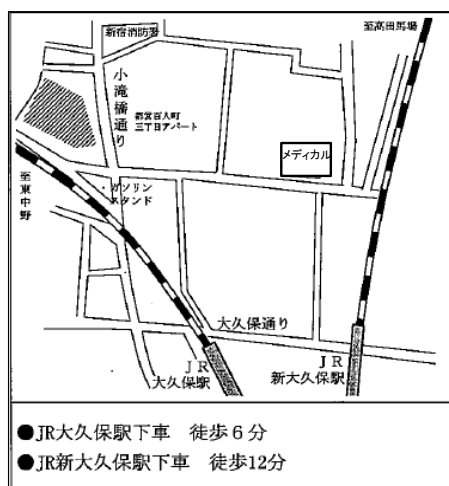 新宿消防署
至高田馬場
小滝橋通り
都営百人町
三丁目アパート
メディカル
至東中野
・ガソリン
スタンド
大久保通り
JR
大久保駅
JR
新大久保駅
●JR大久保駅下車 徒歩6分
●JR新大久保駅下車 徒歩12分